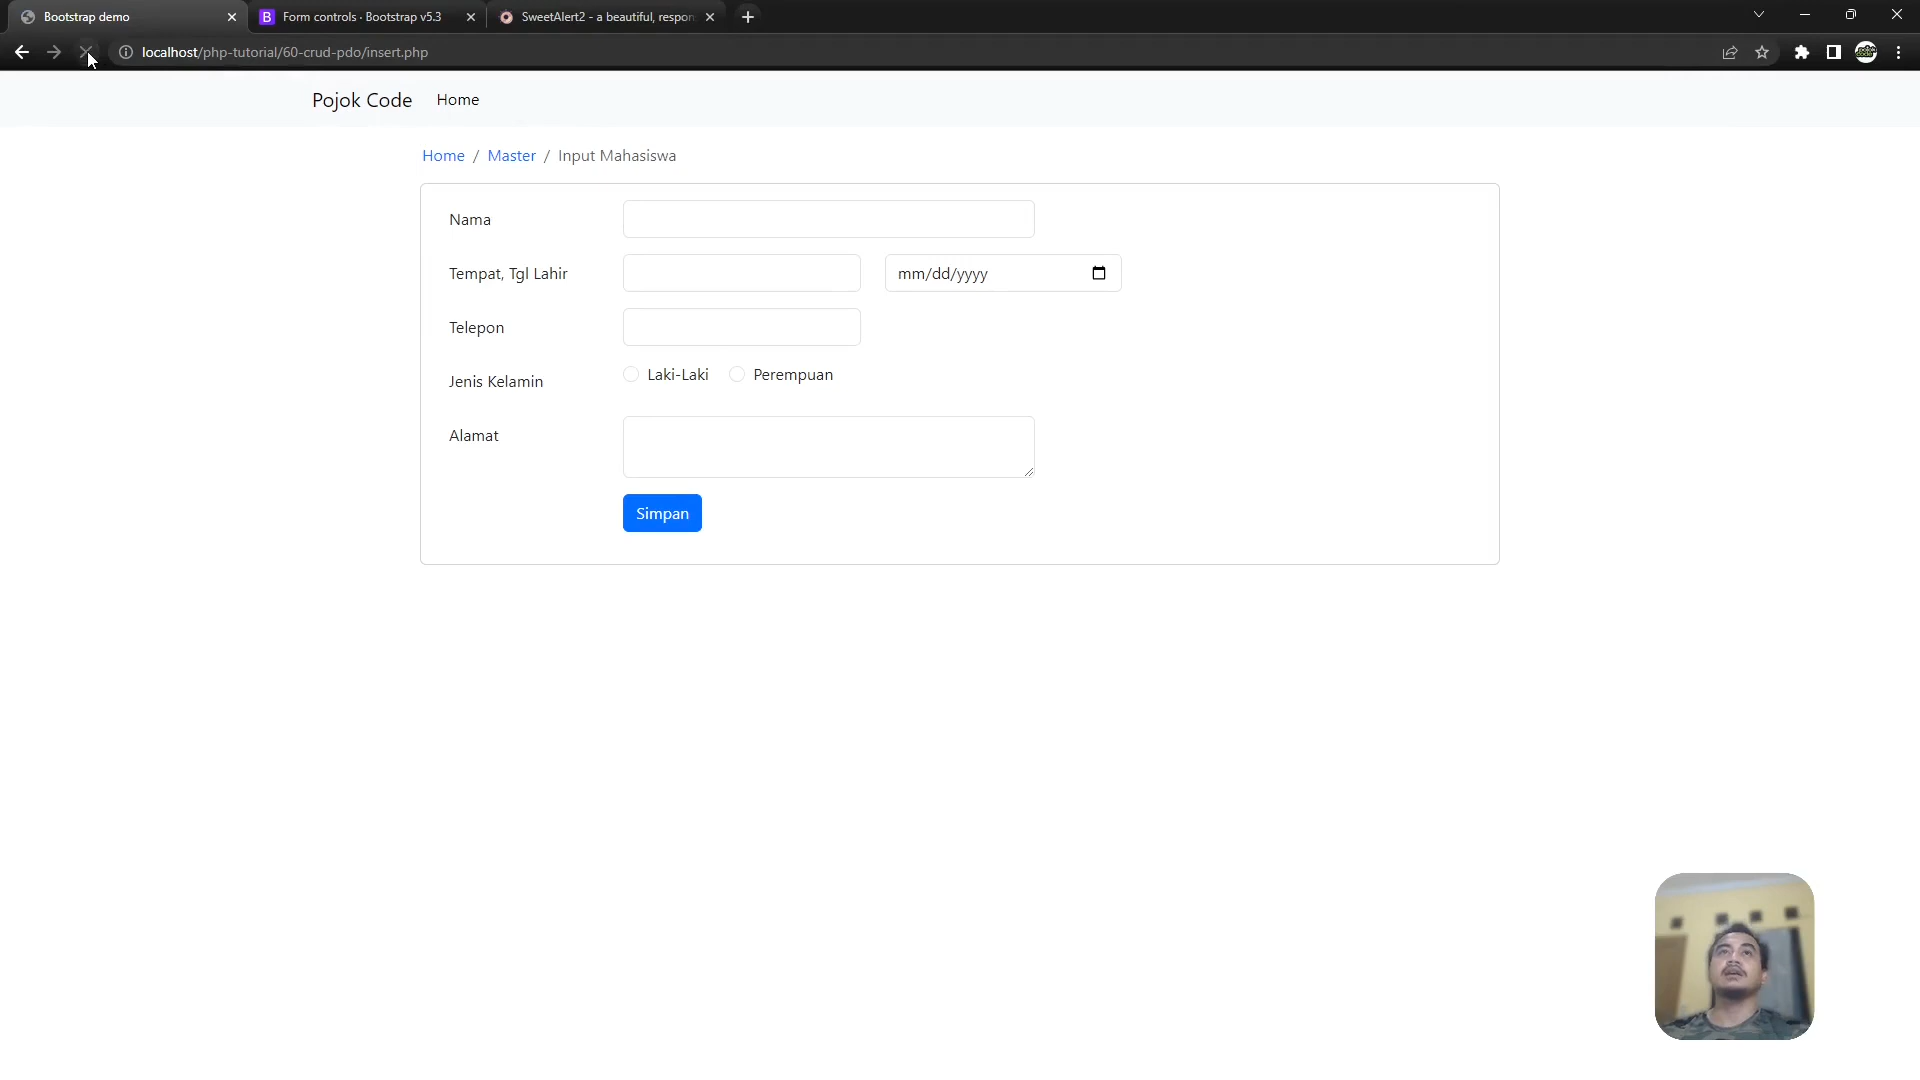 Bootstrap demo
Form controls · Bootstrap v5.3
SweetAlert2 - a beautiful, respon
localhost/php-tutorial/60-crud-pdo/insert.php
Pojok Code Home
Home / Master / Input Mahasiswa
Nama
Tempat, Tgl Lahir mm/dd/yyyy
Telepon
Jenis Kelamin Laki-Laki Perempuan
Alamat
Simpan